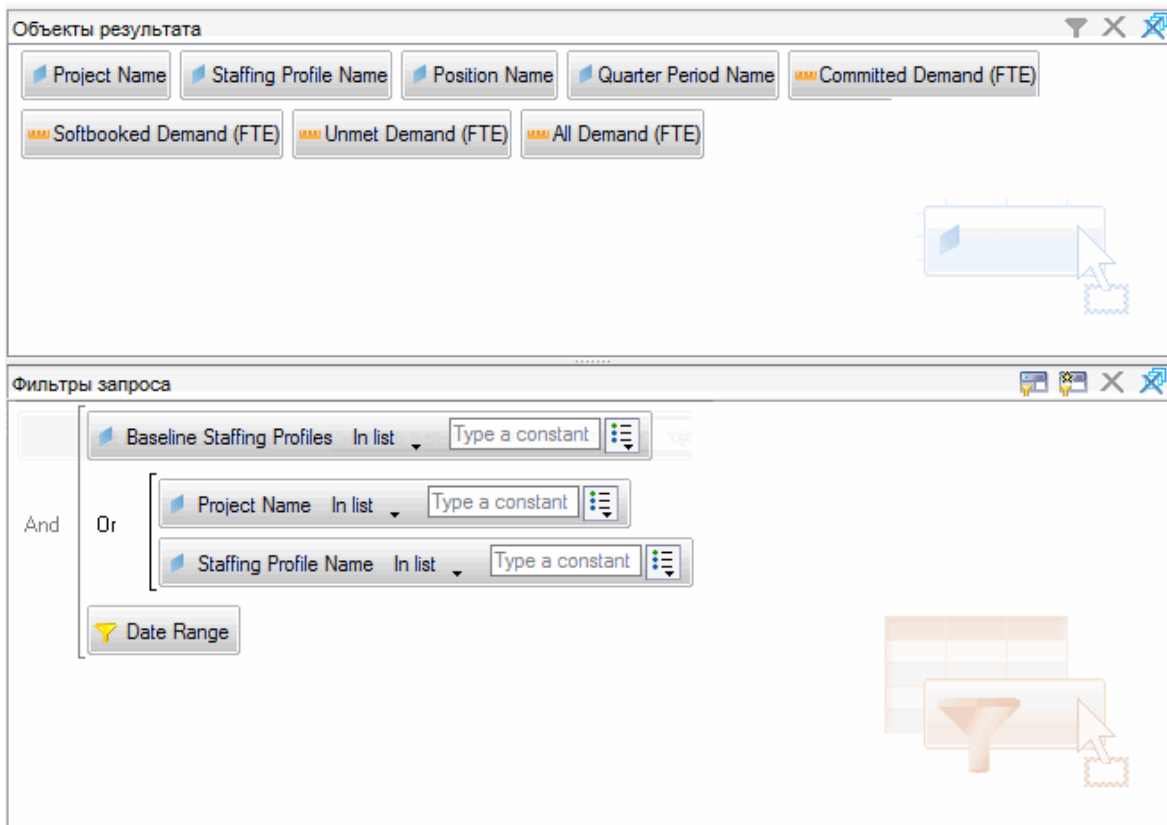 Объекты результата
Project Name Staffing Profile Name Position Name Quarter Period Name Committed Demand (FTE)
Softbooked Demand (FTE) Unmet Demand (FTE) All Demand (FTE)
Фильтры запроса
Baseline Staffing Profiles In list Type a constant
And Or Project Name In list Type a constant
Staffing Profile Name In list Type a constant
Date Range